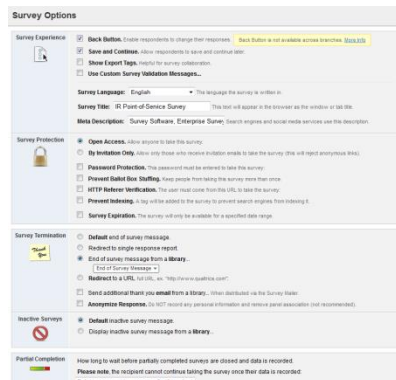 Survey Options
Survey Experience
Back Button. Enable respondents to change their responses. Back Button is not available across branches. More info
Save and Continue. Allow respondents to save and continue later.
Show Export Tags. Helpful for survey collaboration.
Use Custom Survey Validation Messages...
Survey Language: English The language the survey is written in.
Survey Title: IR Point-of-Service Survey This text will appear in the browser as the window or tab title.
Meta Description: Survey Software, Enterprise Survey Search engines and social media services use this description.
Survey Protection
Open Access. Allow anyone to take this survey.
By Invitation Only. Allow only those who receive invitation emails to take the survey (this will reject anonymous links).
Password Protection. This password must be entered to take this survey:
Prevent Ballot Box Stuffing. Keep people from taking this survey more than once.
HTTP Referer Verification. The user must come from this URL to take the survey:
Prevent Indexing. A tag will be added to the survey to prevent search engines from indexing it.
Survey Expiration. The survey will only be available for a specified date range.
Survey Termination
Thank You
Default end of survey message.
Redirect to single response report.
End of survey message from a library...
End of Survey Message
Redirect to a URL full URL, ex. "http://www.qualtrics.com"
Send additional thank you email from a library... When distributed via the Survey Mailer.
Anonymize Response. Do NOT record any personal information and remove panel association (not recommended).
Inactive Surveys
Default inactive survey message.
Display inactive survey message from a library...
Partial Completion
How long to wait before partially completed surveys are closed and data is recorded.
Please note, the recipient cannot continue taking the survey once their data is recorded.